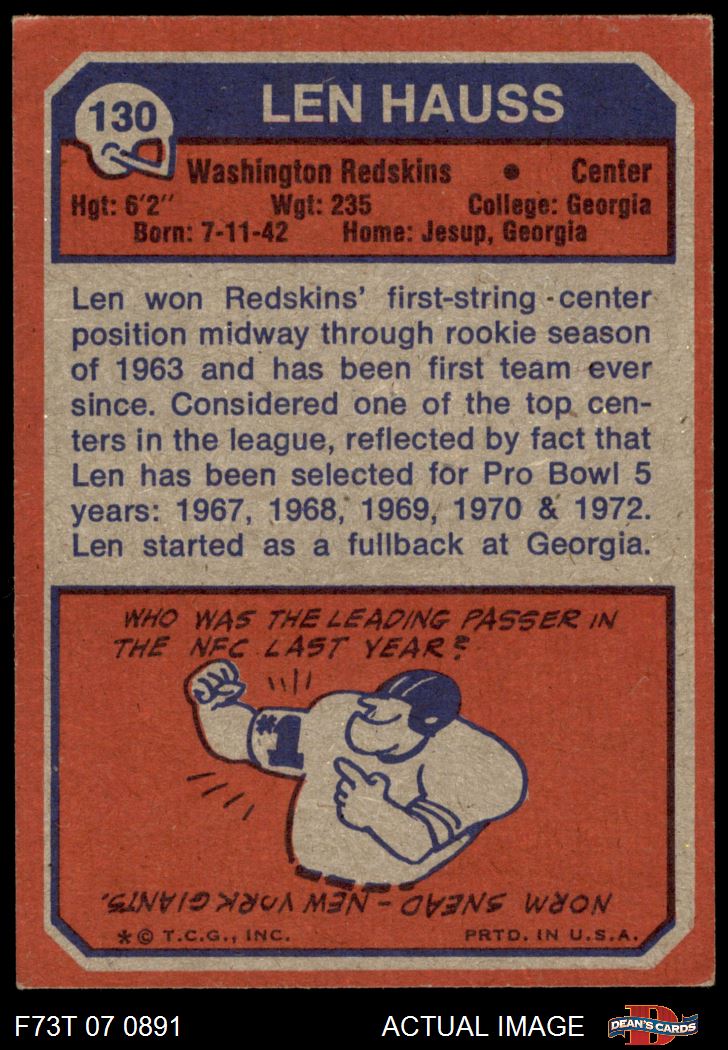 130
LEN HAUSS
Washington Redskins • Center
Hgt: 6'2" Wgt: 235 College: Georgia
Born: 7-11-42 Home: Jesup, Georgia
Len won Redskins' first-string center
position midway through rookie season
of 1963 and has been first team ever
since. Considered one of the top cen-
ters in the league, reflected by fact that
Len has been selected for Pro Bowl 5
years: 1967, 1968, 1969, 1970 & 1972.
Len started as a fullback at Georgia.
WHO WAS THE LEADING PASSER IN
THE NFC LAST YEAR?
#1
NORM SNEAD - NEW YORK GIANTS.
*© T.C.G., INC. PRTD. IN U.S.A.
F73T 07 0891 ACTUAL IMAGE D DEAN'S CARDS